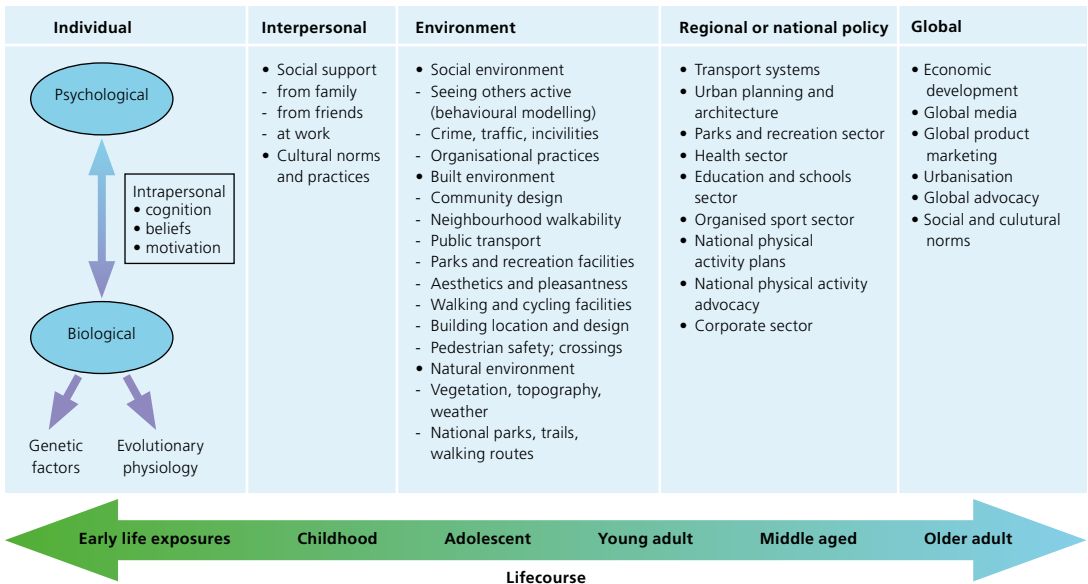 Individual
Psychological
Intrapersonal
• cognition
• beliefs
• motivation
Biological
Genetic
factors
Evolutionary
physiology
Interpersonal
• Social support
- from family
- from friends
- at work
• Cultural norms
and practices
Environment
• Social environment
- Seeing others active
(behavioural modelling)
- Crime, traffic, incivilities
- Organisational practices
• Built environment
- Community design
- Neighbourhood walkability
- Public transport
- Parks and recreation facilities
- Aesthetics and pleasantness
- Walking and cycling facilities
- Building location and design
- Pedestrian safety; crossings
• Natural environment
- Vegetation, topography,
weather
- National parks, trails,
walking routes
Regional or national policy
• Transport systems
• Urban planning and
architecture
• Parks and recreation sector
• Health sector
• Education and schools
sector
• Organised sport sector
• National physical
activity plans
• National physical activity
advocacy
• Corporate sector
Global
• Economic
development
• Global media
• Global product
marketing
• Urbanisation
• Global advocacy
• Social and culutural
norms
Early life exposures
Childhood
Adolescent
Young adult
Middle aged
Older adult
Lifecourse